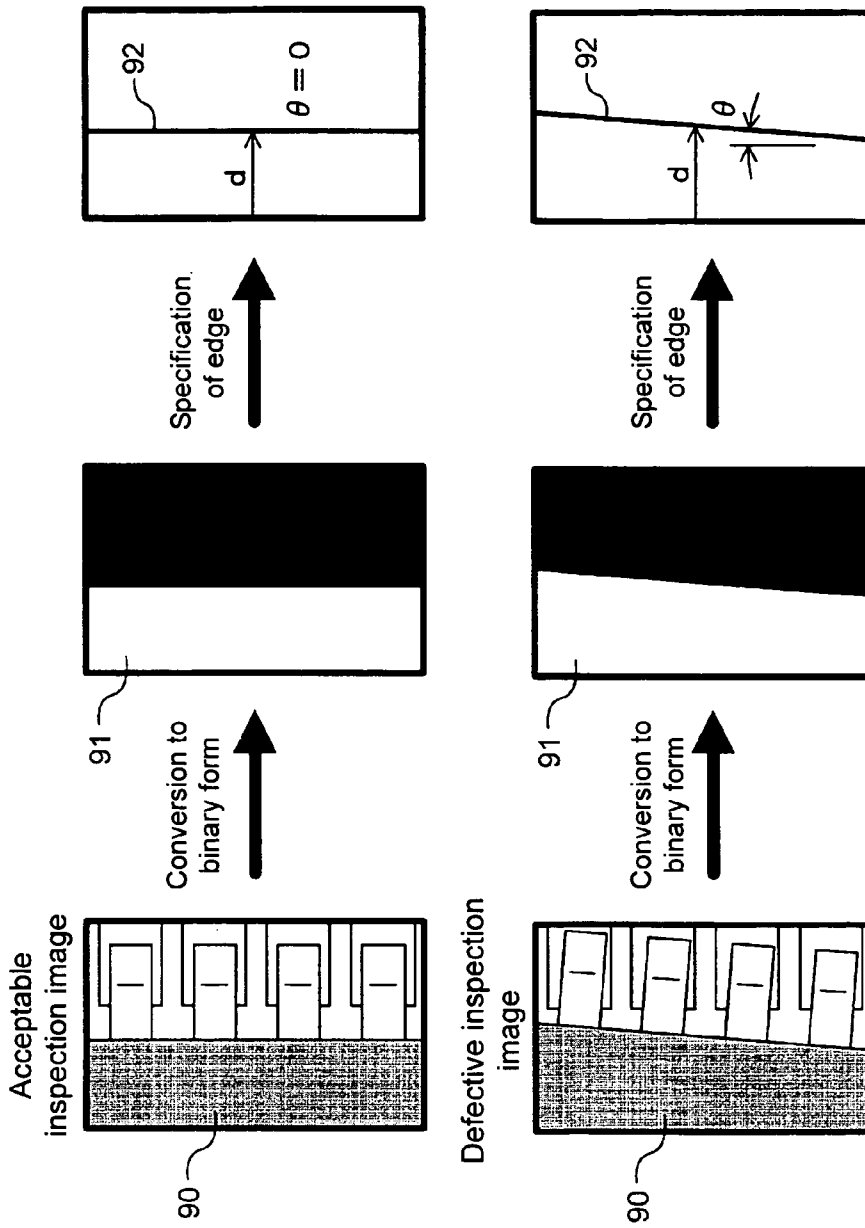 Acceptable
inspection image
90
Conversion to
binary form
91
Specification
of edge
92
d
θ = 0
Defective inspection
image
90
Conversion to
binary form
91
Specification
of edge
92
d
θ